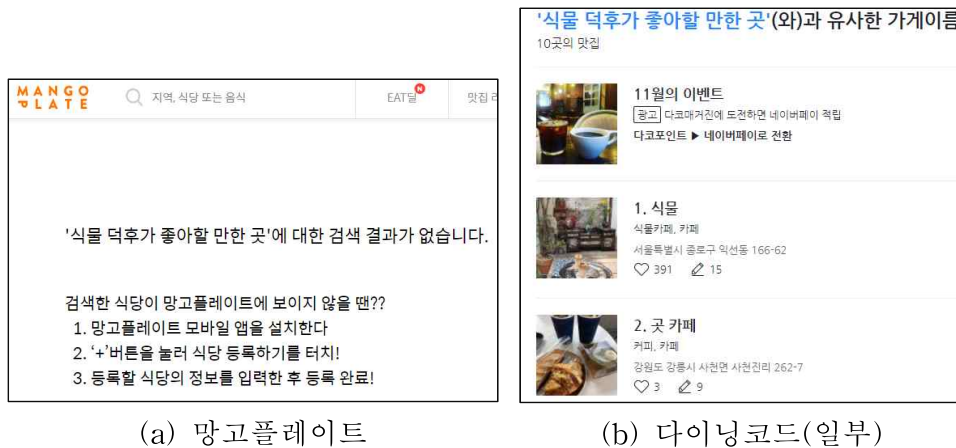 MANGO
PLATE
지역, 식당 또는 음식
EAT딜
N
맛집 리
'식물 덕후가 좋아할 만한 곳'에 대한 검색 결과가 없습니다.
검색한 식당이 망고플레이트에 보이지 않을 땐??
1. 망고플레이트 모바일 앱을 설치한다
2. ‘+’버튼을 눌러 식당 등록하기를 터치!
3. 등록할 식당의 정보를 입력한 후 등록 완료!
(a) 망고플레이트
'식물 덕후가 좋아할 만한 곳'(와)과 유사한 가게이름
10곳의 맛집
11월의 이벤트
광고 다코매거진에 도전하면 네이버페이 적립
다코포인트 ▶ 네이버페이로 전환
1. 식물
식물카페, 카페
서울특별시 종로구 익선동 166-62
391 15
2. 곳 카페
커피, 카페
강원도 강릉시 사천면 사천진리 262-7
3 9
(b) 다이닝코드(일부)